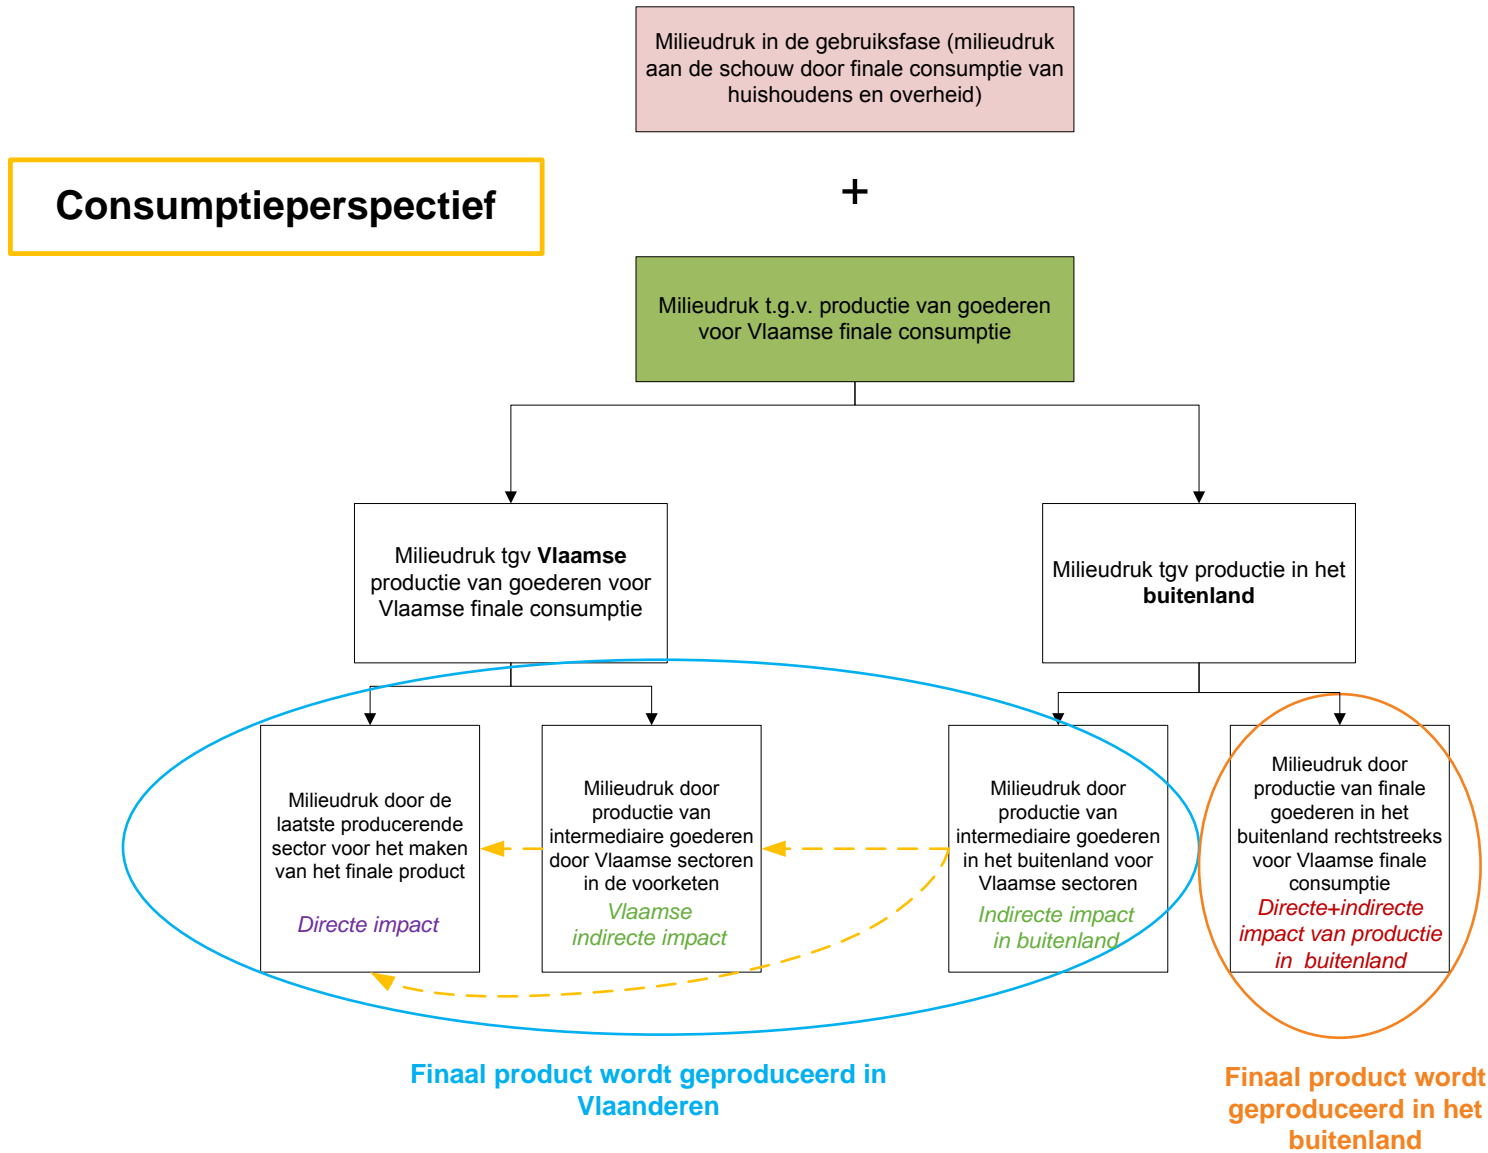 Milieudruk in de gebruiksfase (milieudruk
aan de schouw door finale consumptie van
huishoudens en overheid)
Consumptieperspectief
+
Milieudruk t.g.v. productie van goederen
voor Vlaamse finale consumptie
Milieudruk tgv Vlaamse
productie van goederen voor
Vlaamse finale consumptie
Milieudruk tgv productie in het
buitenland
Milieudruk door de
laatste producerende
sector voor het maken
van het finale product
Directe impact
Milieudruk door
productie van
intermediaire goederen
door Vlaamse sectoren
in de voorketen
Vlaamse
indirecte impact
Milieudruk door
productie van
intermediaire goederen
in het buitenland voor
Vlaamse sectoren
Indirecte impact
in buitenland
Milieudruk door
productie van finale
goederen in het
buitenland rechtstreeks
voor Vlaamse finale
consumptie
Directe+indirecte
impact van productie
in buitenland
Finaal product wordt geproduceerd in
Vlaanderen
Finaal product wordt
geproduceerd in het
buitenland